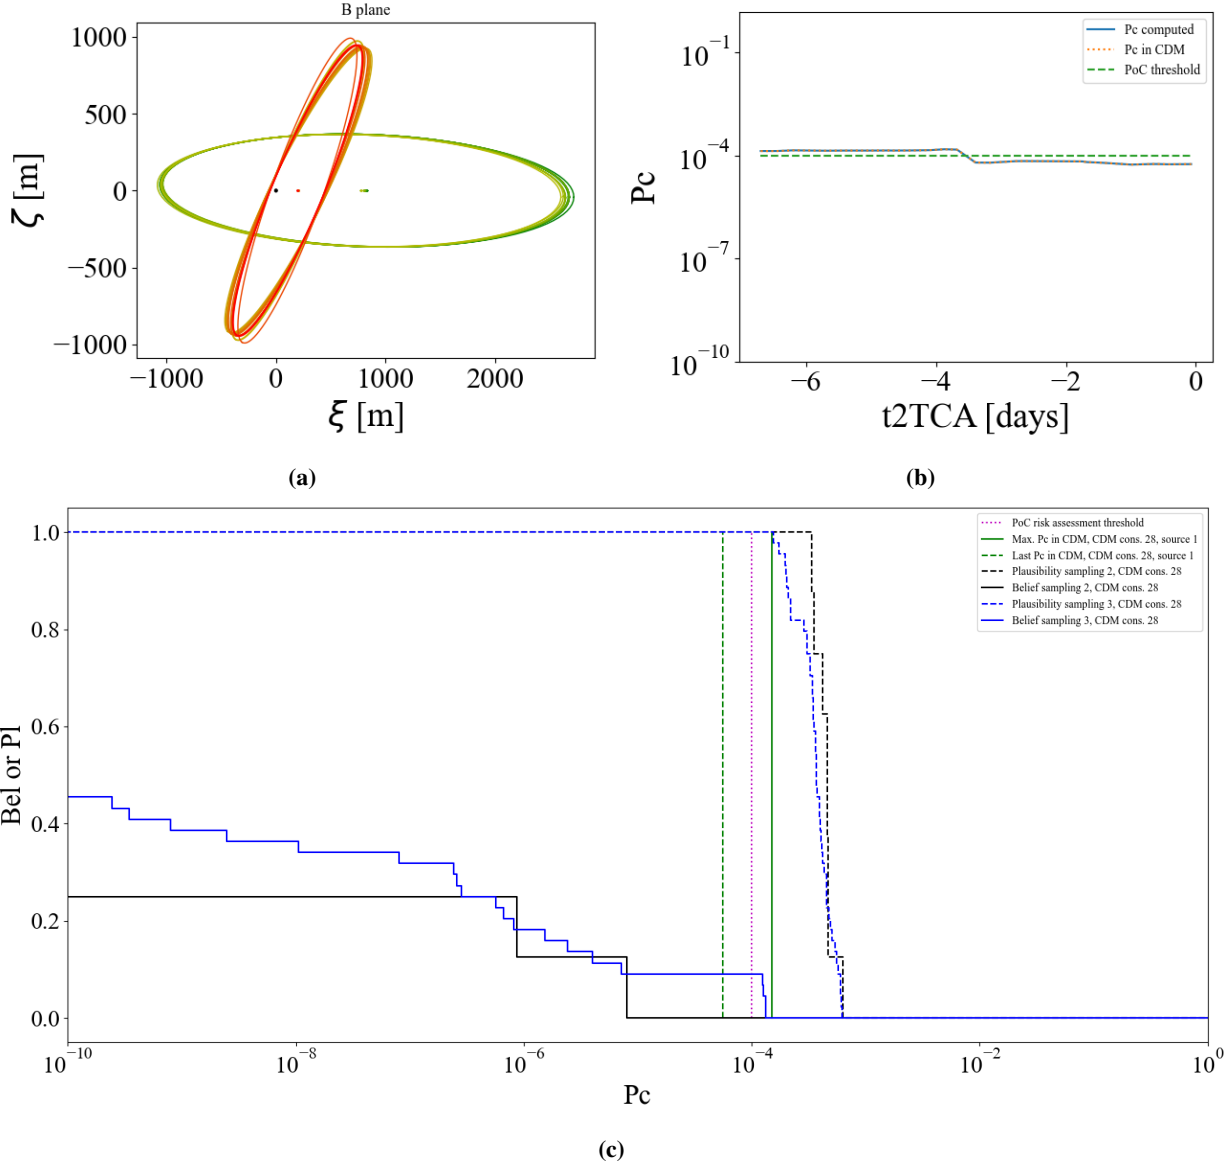 B plane
1000
500
0
−500
−1000
ζ [m]
−1000 0 1000 2000
ξ [m]
(a)
Pc computed
Pc in CDM
PoC threshold
10−1
10−4
10−7
10−10
Pc
−6 −4 −2 0
t2TCA [days]
(b)
PoC risk assessment threshold
Max. Pc in CDM, CDM cons. 28, source 1
Last Pc in CDM, CDM cons. 28, source 1
Plausibility sampling 2, CDM cons. 28
Belief sampling 2, CDM cons. 28
Plausibility sampling 3, CDM cons. 28
Belief sampling 3, CDM cons. 28
1.0
0.8
0.6
0.4
0.2
0.0
Bel or Pl
10−10 10−8 10−6 10−4 10−2 100
Pc
(c)